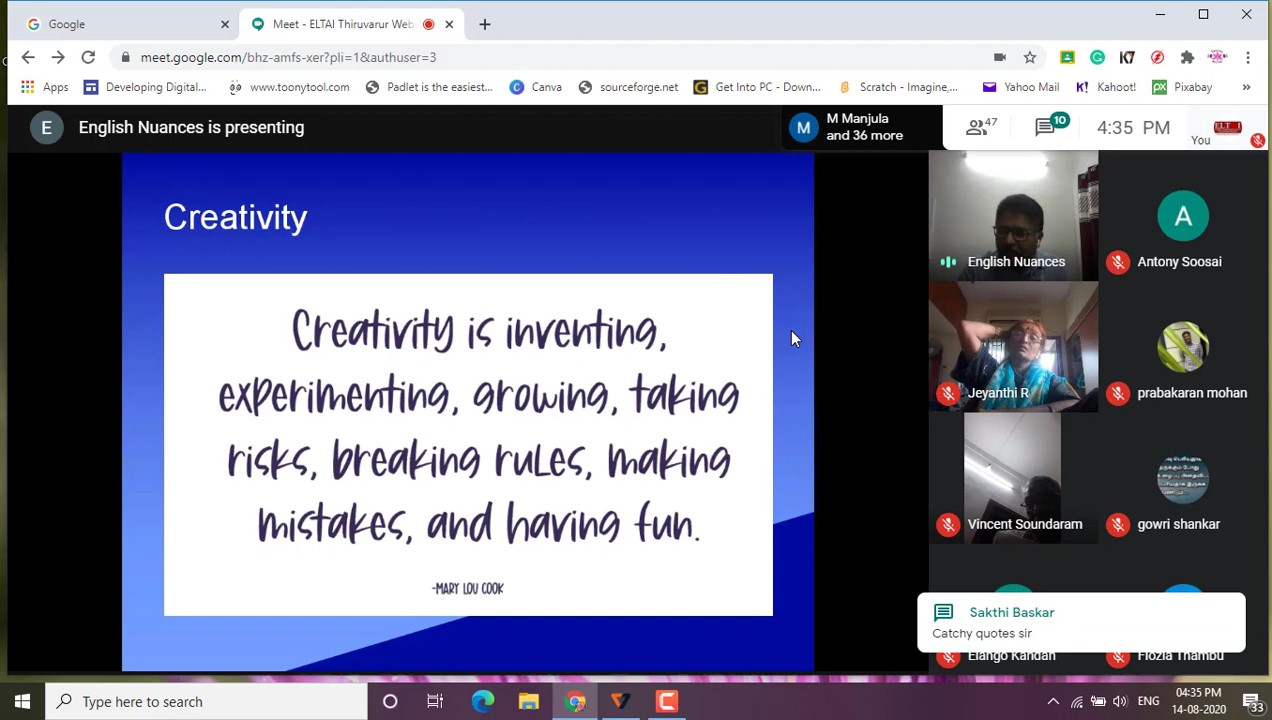 Google
Meet - ELTAI Thiruvarur Web
meet.google.com/bhz-amfs-xer?pli=1&authuser=3
Apps
Developing Digital...
www.tonytool.com
Padlet is the easiest...
Canva
sourceforge.net
Get Into PC - Down...
Scratch - Imagine,...
Yahoo Mail
Kahoot!
Pixabay
E
English Nuances is presenting
M
M Manjula
and 36 more
47
10
4:35 PM
You
Creativity
Creativity is inventing,
experimenting, growing, taking
risks, breaking rules, making
mistakes, and having fun.
-MARY LOU COOK
English Nuances
A
Antony Soosai
Jeyanthi R
prabakaran mohan
Vincent Soundaram
gowri shankar
Sakthi Baskar
Catchy quotes sir
Elango Kandan
Flozia Thambu
Type here to search
ENG
04:35 PM
14-08-2020
33